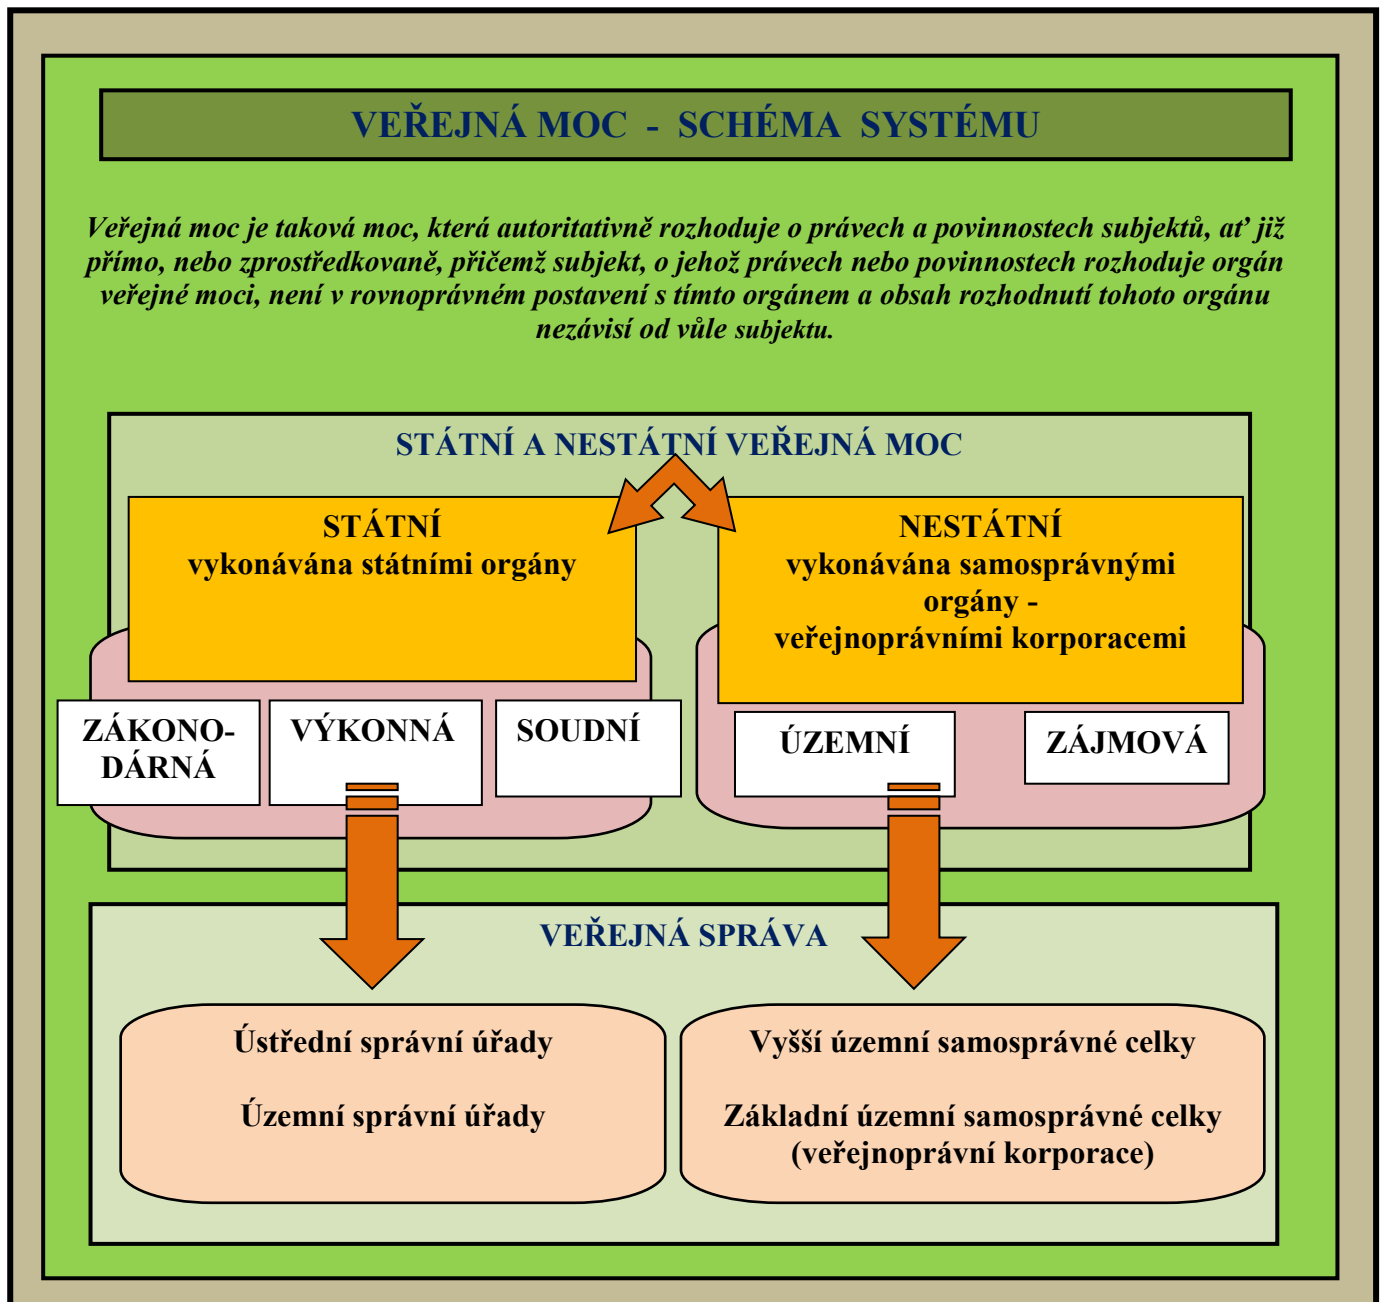 VEŘEJNÁ MOC - SCHÉMA SYSTÉMU
Veřejná moc je taková moc, která autoritativně rozhoduje o právech a povinnostech subjektů, ať již
přímo, nebo zprostředkovaně, přičemž subjekt, o jehož právech nebo povinnostech rozhoduje orgán
veřejné moci, není v rovnoprávném postavení s tímto orgánem a obsah rozhodnutí tohoto orgánu
nezávisí od vůle subjektu.
STÁTNÍ A NESTÁTNÍ VEŘEJNÁ MOC
STÁTNÍ
vykonávána státními orgány
NESTÁTNÍ
vykonávána samosprávnými
orgány -
veřejnoprávními korporacemi
ZÁKONO-
DÁRNÁ
VÝKONNÁ
SOUDNÍ
ÚZEMNÍ
ZÁJMOVÁ
VEŘEJNÁ SPRÁVA
Ústřední správní úřady
Územní správní úřady
Vyšší územní samosprávné celky
Základní územní samosprávné celky
(veřejnoprávní korporace)